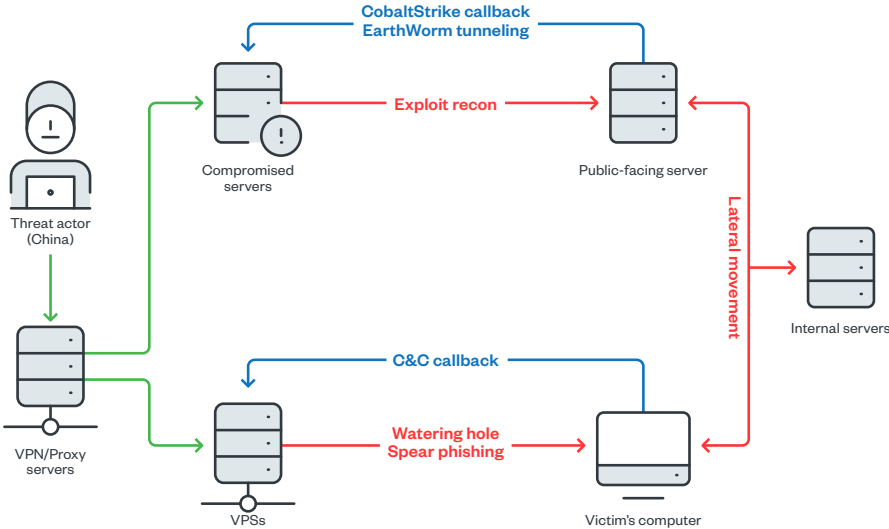 CobaltStrike callback
EarthWorm tunneling
Exploit recon
Compromised
servers
Public-facing server
Threat actor
(China)
Lateral movement
Internal servers
C&C callback
Watering hole
Spear phishing
VPN/Proxy
servers
VPSs
Victim's computer